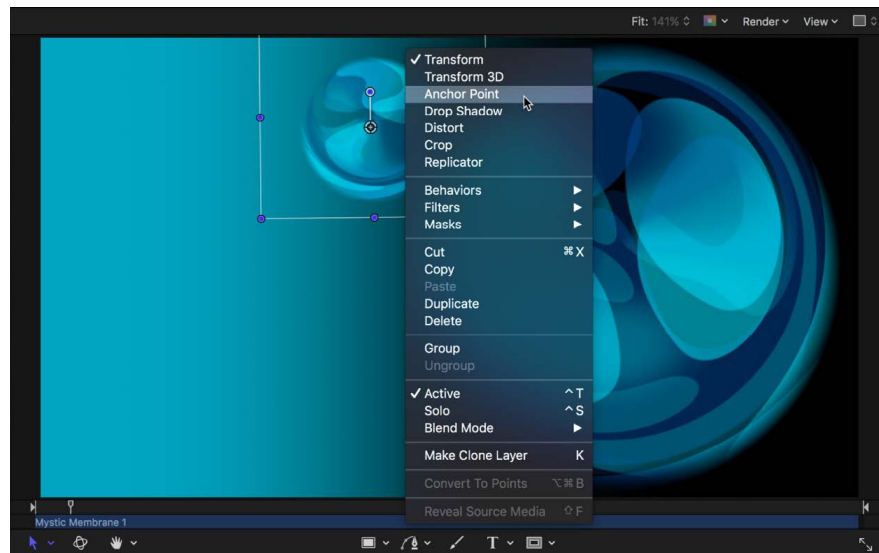 Fit: 141% Render View
✓ Transform
Transform 3D
Anchor Point
Drop Shadow
Distort
Crop
Replicator
Behaviors ▶
Filters ▶
Masks ▶
Cut ⌘X
Copy
Paste
Duplicate
Delete
Group
Ungroup
✓ Active ^T
Solo ^S
Blend Mode ▶
Make Clone Layer K
Convert To Points ⌥⌘B
Reveal Source Media ⇧F
Mystic Membrane 1
T